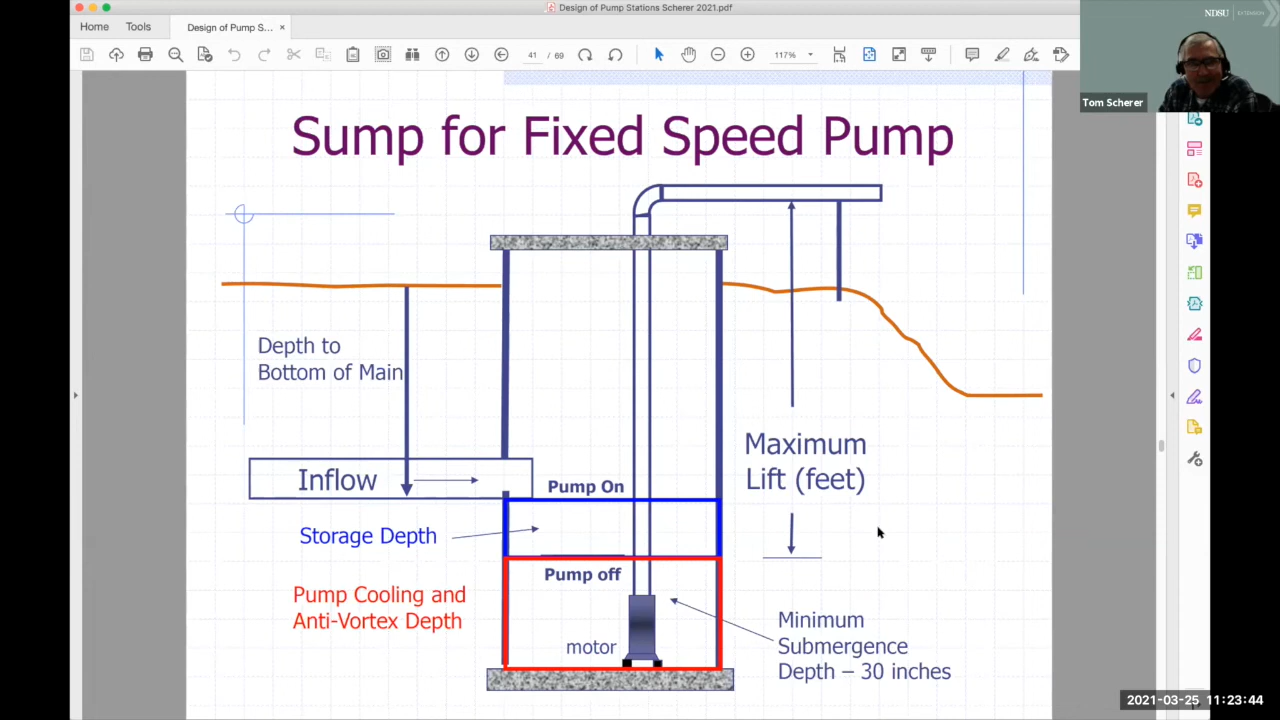 Design of Pump Stations Scherer 2021.pdf
Home
Tools
Design of Pump S...
41 / 69
117%
NDSU
EXTENSION
Tom Scherer
Sump for Fixed Speed Pump
Depth to
Bottom of Main
Inflow
Pump On
Maximum
Lift (feet)
Storage Depth
Pump off
Pump Cooling and
Anti-Vortex Depth
motor
Minimum
Submergence
Depth – 30 inches
2021-03-25 11:23:44